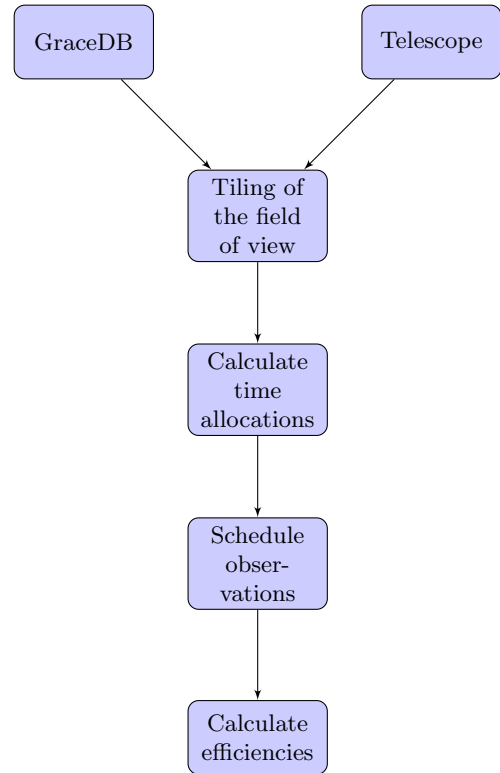 GraceDB
Telescope
Tiling of
the field
of view
Calculate
time
allocations
Schedule
obser-
vations
Calculate
efficiencies